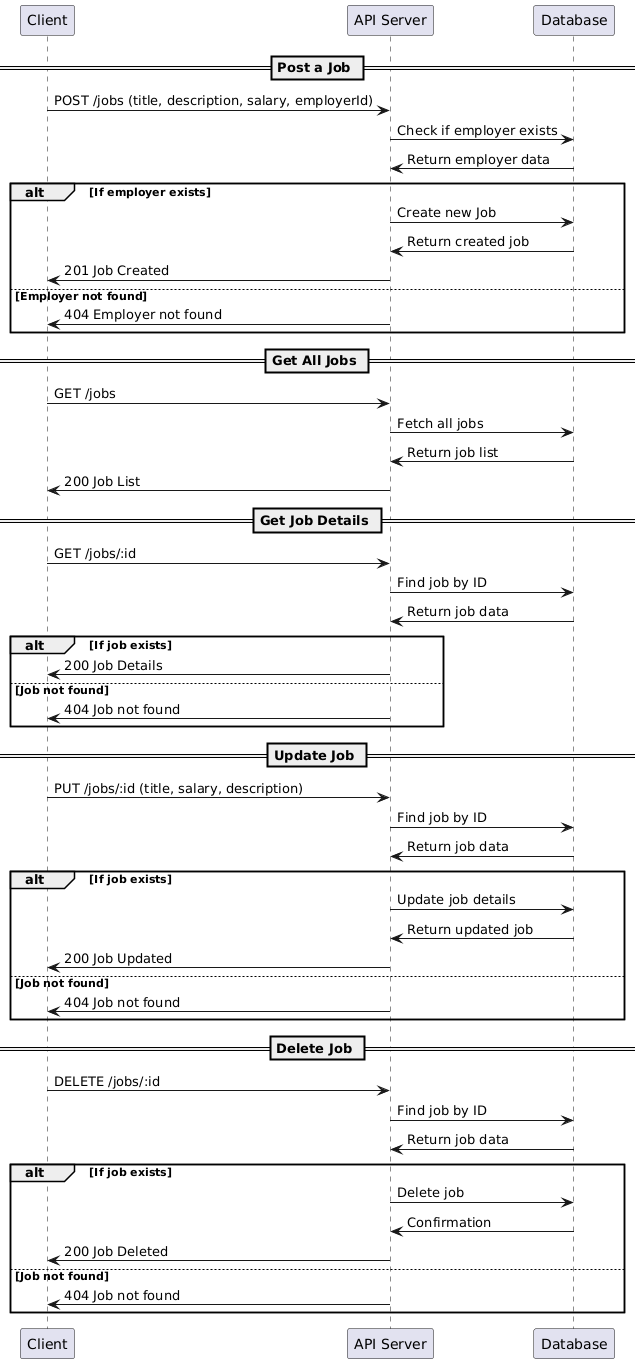 Client
API Server
Database
Post a Job
POST /jobs (title, description, salary, employerId)
Check if employer exists
Return employer data
alt
[If employer exists]
Create new Job
Return created job
201 Job Created
[Employer not found]
404 Employer not found
Get All Jobs
GET /jobs
Fetch all jobs
Return job list
200 Job List
Get Job Details
GET /jobs/:id
Find job by ID
Return job data
alt
[If job exists]
200 Job Details
[Job not found]
404 Job not found
Update Job
PUT /jobs/:id (title, salary, description)
Find job by ID
Return job data
alt
[If job exists]
Update job details
Return updated job
200 Job Updated
[Job not found]
404 Job not found
Delete Job
DELETE /jobs/:id
Find job by ID
Return job data
alt
[If job exists]
Delete job
Confirmation
200 Job Deleted
[Job not found]
404 Job not found
Client
API Server
Database